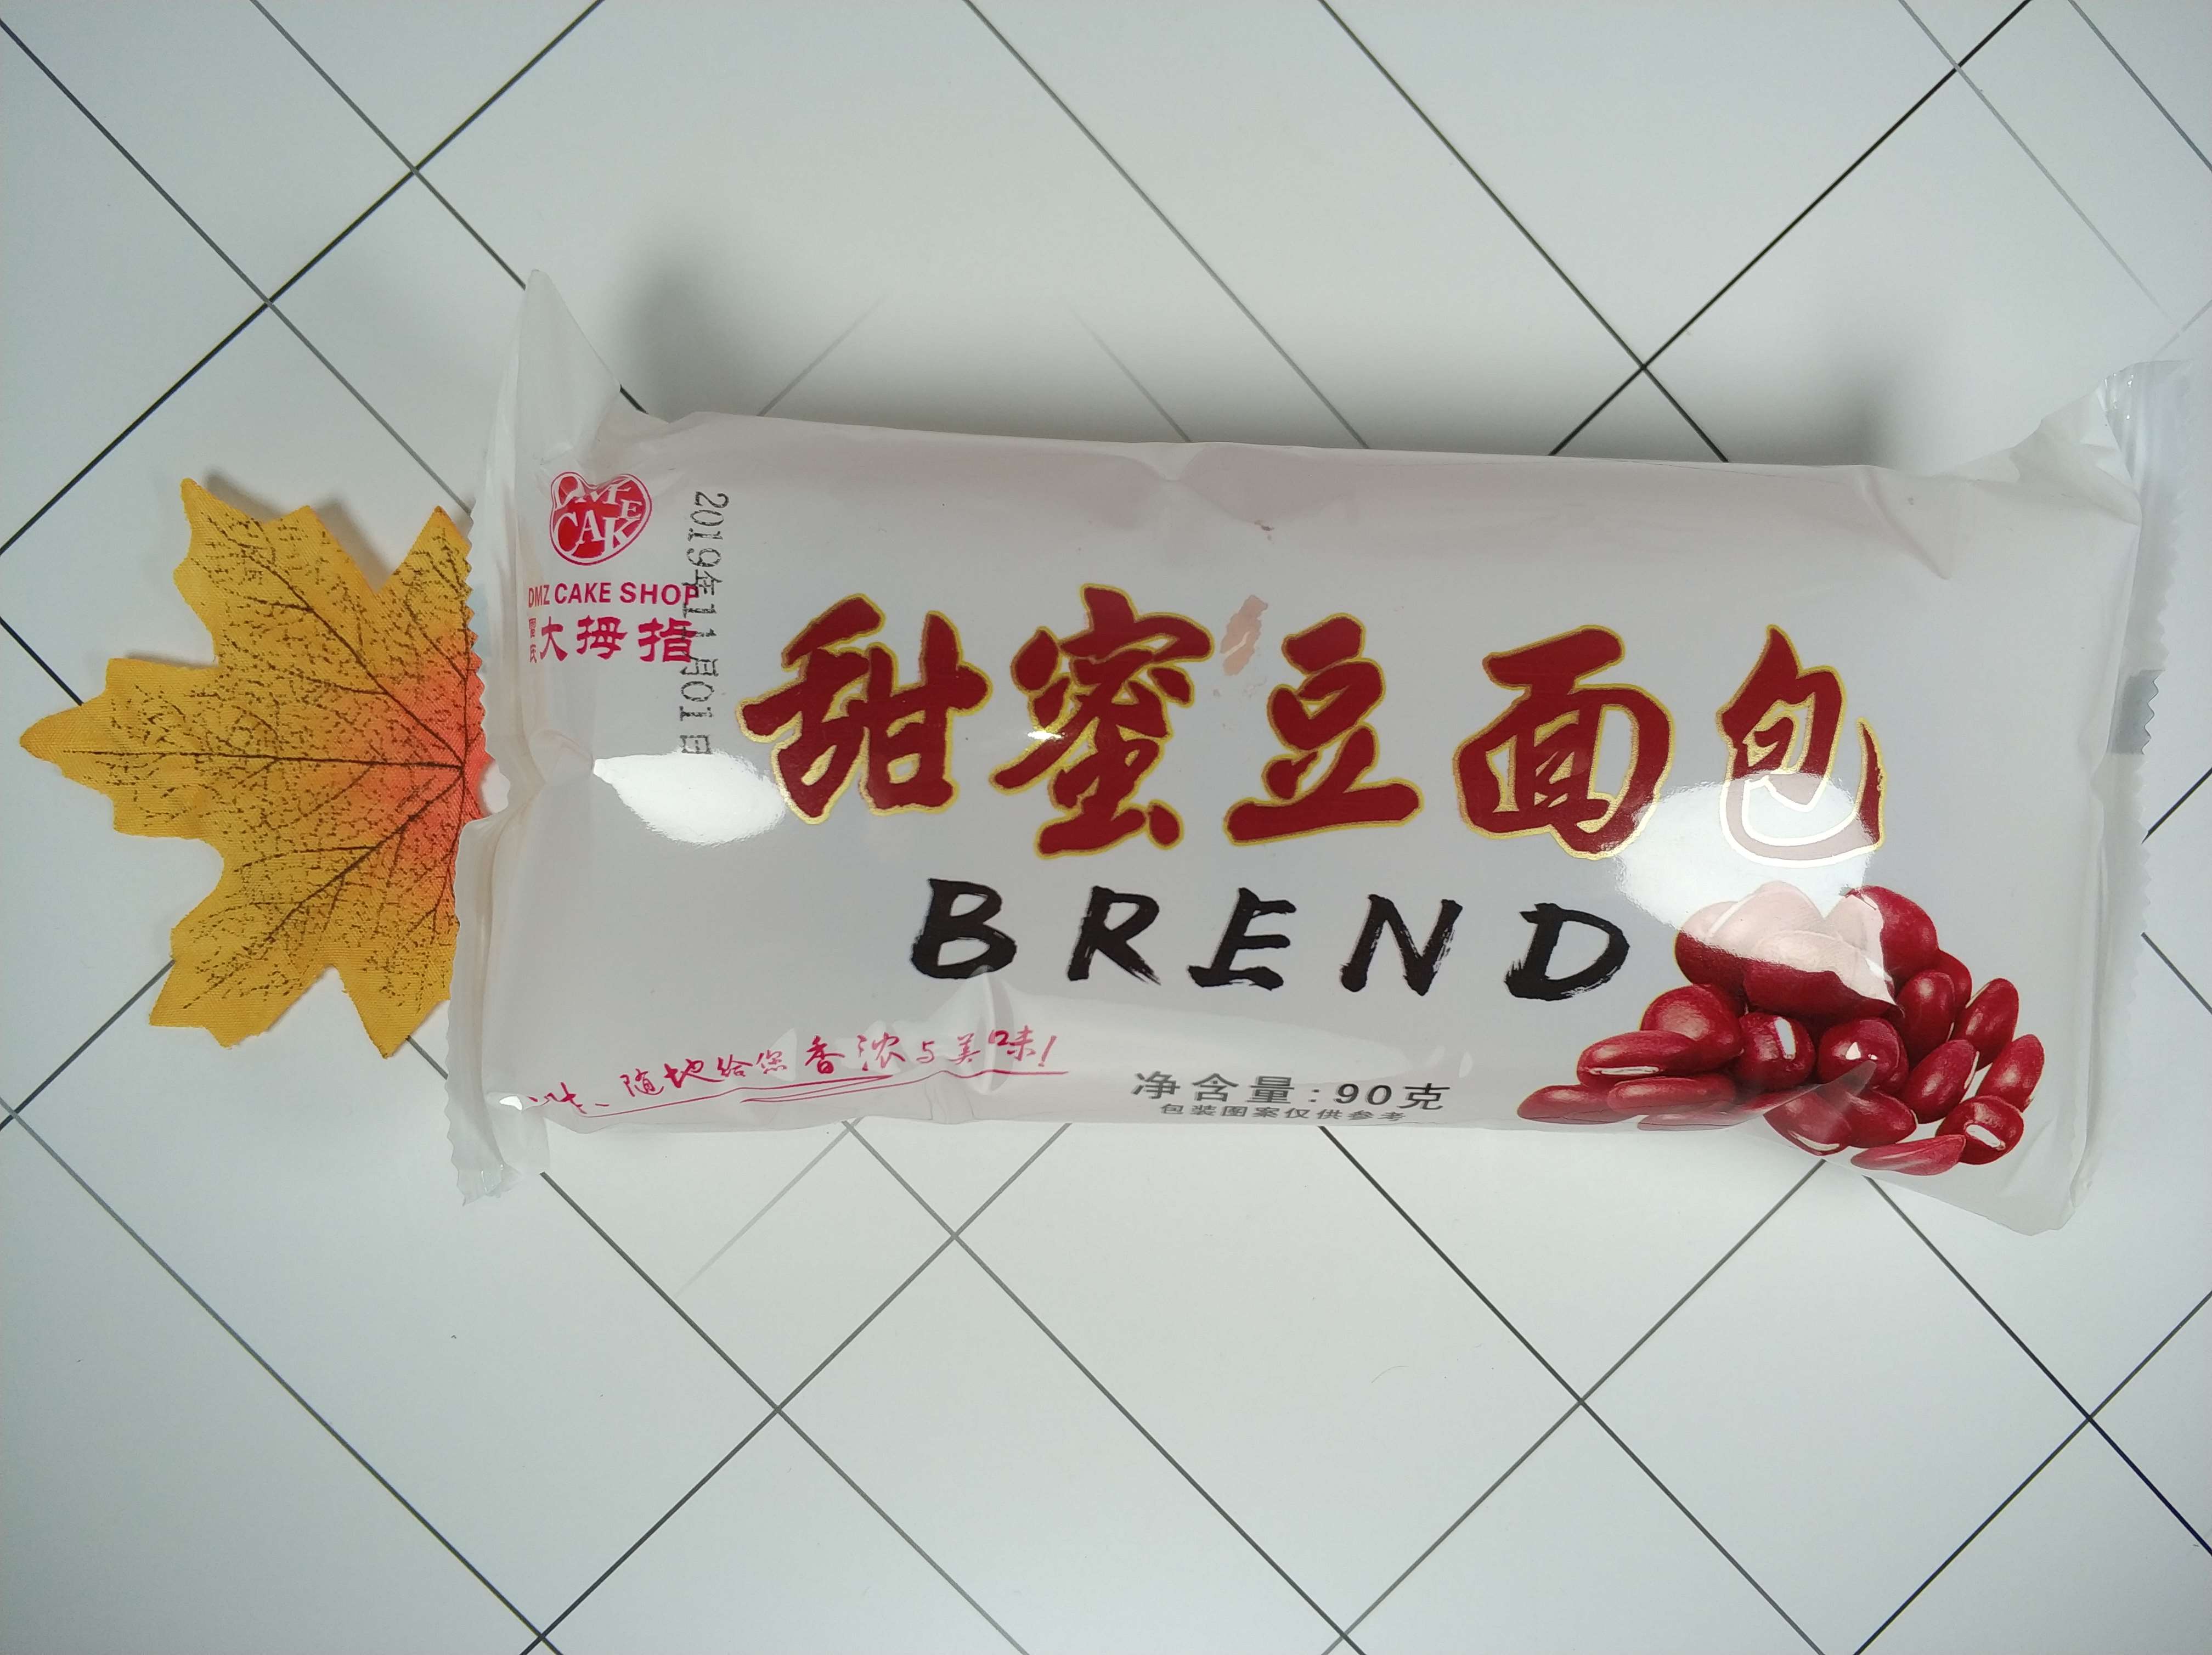 DMZ
CAKE
DMZ CAKE SHOP
大拇指
2019年11月01日
甜蜜豆面包
BREND
随地给您香浓与美味!
净含量:90克
包装图案仅供参考